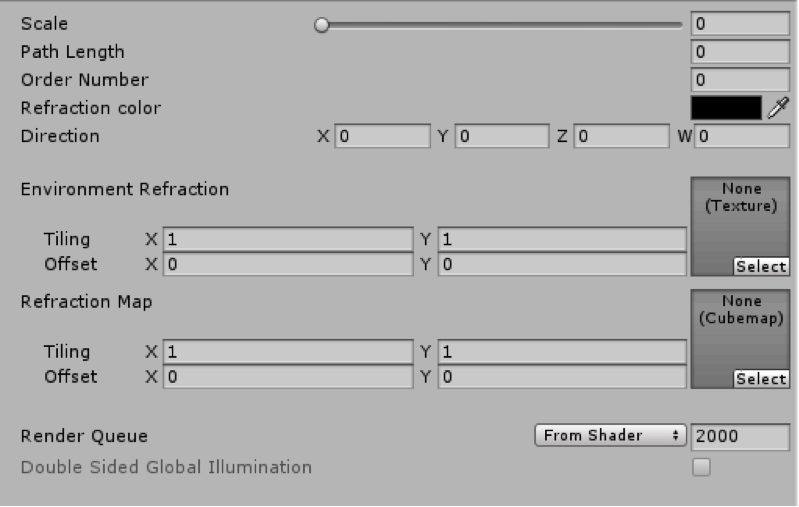 Scale 0
Path Length 0
Order Number 0
Refraction color
Direction X 0 Y 0 Z 0 W 0
Environment Refraction None
(Texture)
Tiling X 1 Y 1
Offset X 0 Y 0 Select
Refraction Map None
(Cubemap)
Tiling X 1 Y 1
Offset X 0 Y 0 Select
Render Queue From Shader 2000
Double Sided Global Illumination